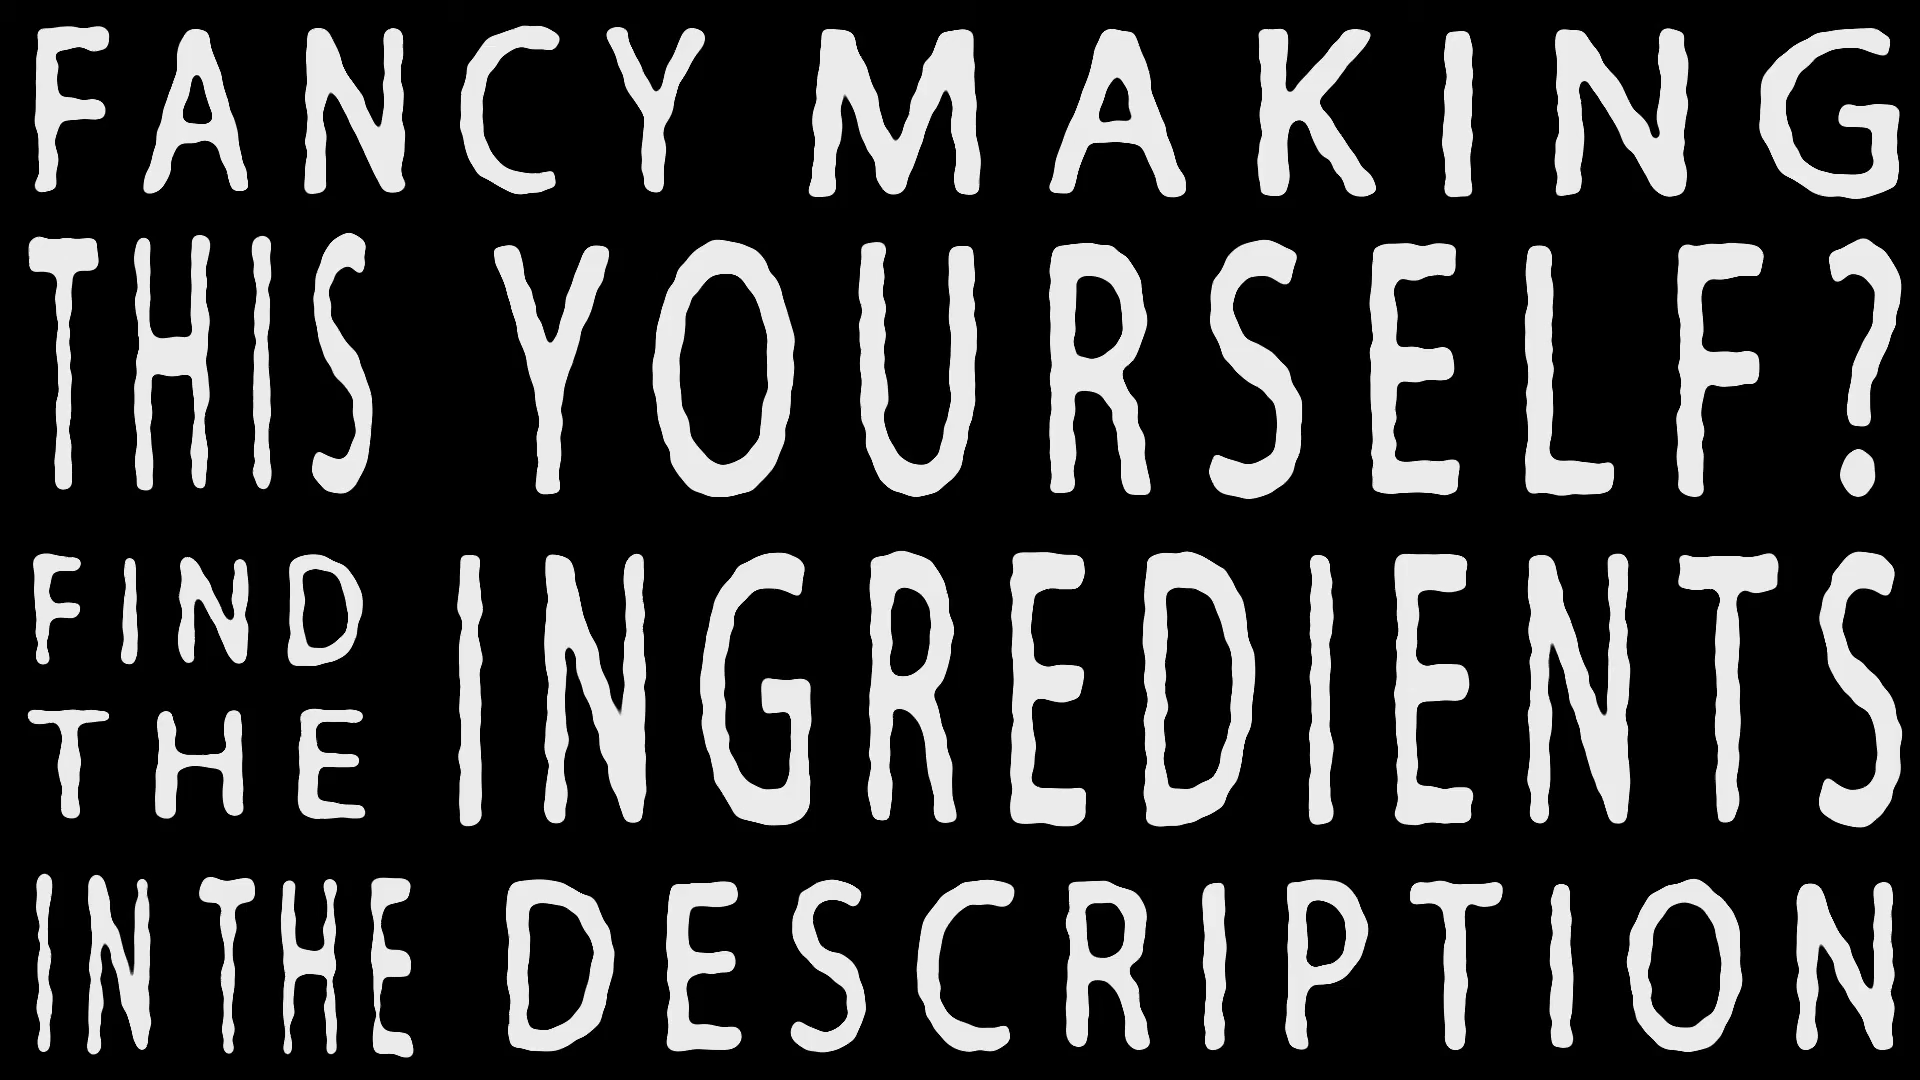 FANCY MAKING
THIS YOURSELF?
FIND
THE
INGREDIENTS
IN THE DESCRIPTION